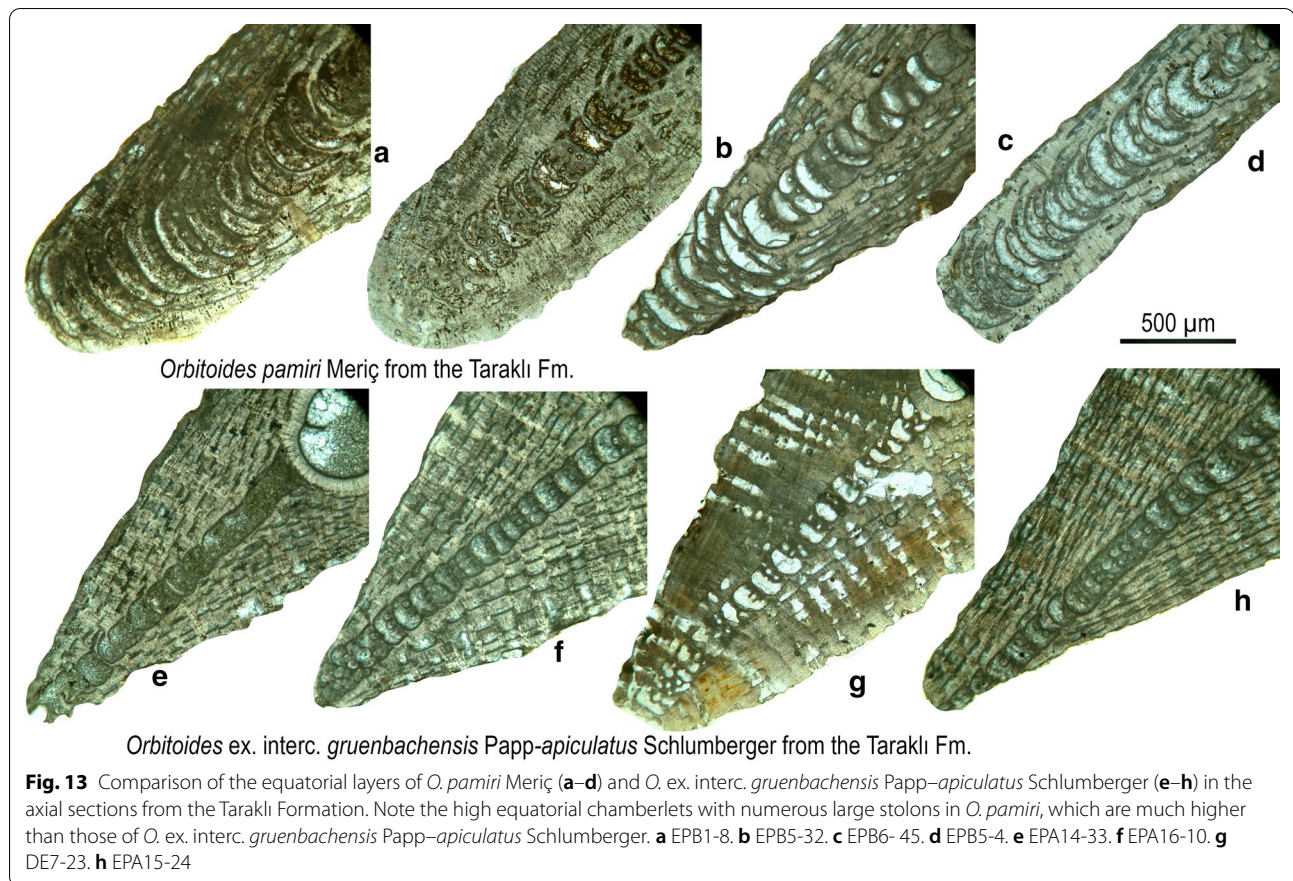 a
b
c
d
500 µm
Orbitoides pamiri Meriç from the Taraklı Fm.
e
f
g
h
Orbitoides ex. interc. gruenbachensis Papp-apiculatus Schlumberger from the Taraklı Fm.
Fig. 13 Comparison of the equatorial layers of O. pamiri Meriç (a–d) and O. ex. interc. gruenbachensis Papp–apiculatus Schlumberger (e–h) in the
axial sections from the Taraklı Formation. Note the high equatorial chamberlets with numerous large stolons in O. pamiri, which are much higher
than those of O. ex. interc. gruenbachensis Papp–apiculatus Schlumberger. a EPB1-8. b EPB5-32. c EPB6- 45. d EPB5-4. e EPA14-33. f EPA16-10. g
DE7-23. h EPA15-24